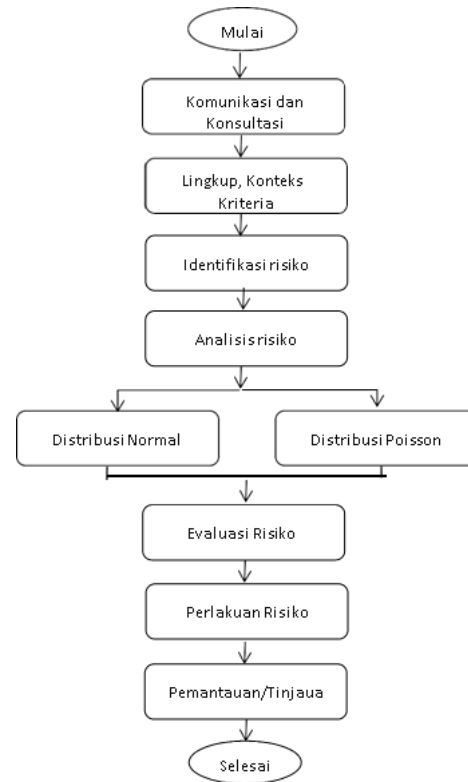 Mulai
Komunikasi dan
Konsultasi
Lingkup, Konteks
Kriteria
Identifikasi risiko
Analisis risiko
Distribusi Normal
Distribusi Poisson
Evaluasi Risiko
Perlakuan Risiko
Pemantauan/Tinjaua
Selesai